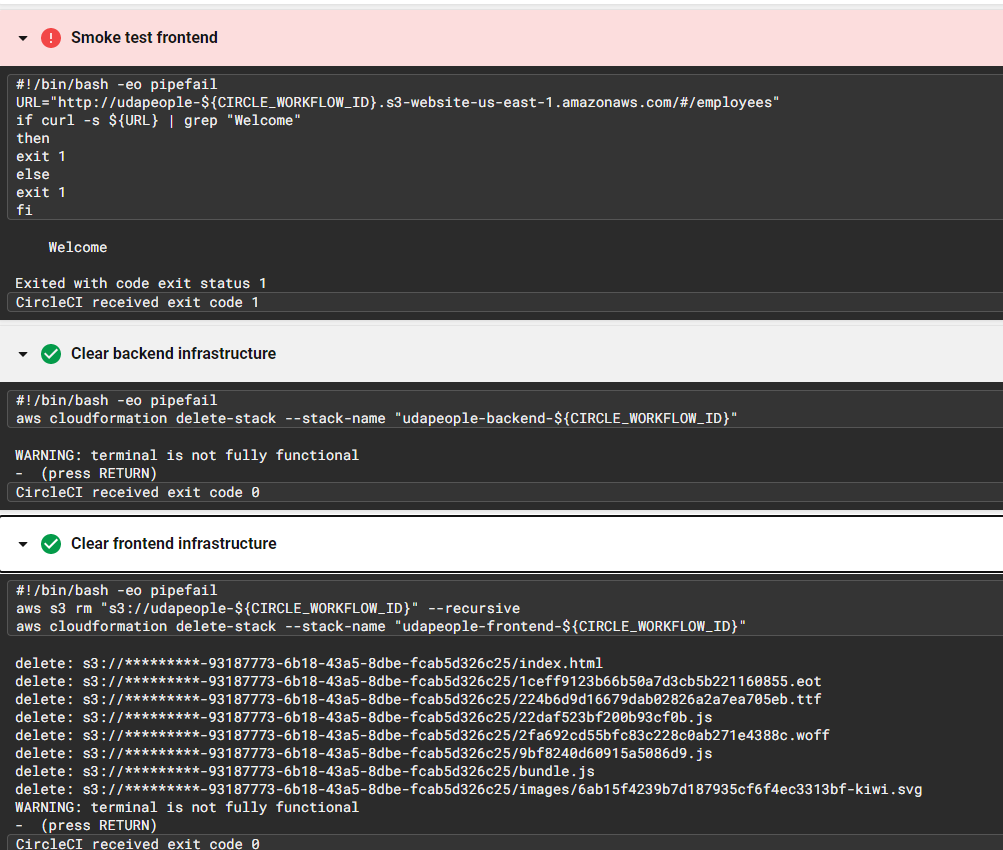 Smoke test frontend
#!/bin/bash -eo pipefail
URL="http://udapeople-${CIRCLE_WORKFLOW_ID}.s3-website-us-east-1.amazonaws.com/#/employees"
if curl -s ${URL} | grep "Welcome"
then
exit 1
else
exit 1
fi
Welcome
Exited with code exit status 1
CircleCI received exit code 1
Clear backend infrastructure
#!/bin/bash -eo pipefail
aws cloudformation delete-stack --stack-name "udapeople-backend-${CIRCLE_WORKFLOW_ID}"
WARNING: terminal is not fully functional
-  (press RETURN)
CircleCI received exit code 0
Clear frontend infrastructure
#!/bin/bash -eo pipefail
aws s3 rm "s3://udapeople-${CIRCLE_WORKFLOW_ID}" --recursive
aws cloudformation delete-stack --stack-name "udapeople-frontend-${CIRCLE_WORKFLOW_ID}"
delete: s3://*********-93187773-6b18-43a5-8dbe-fcab5d326c25/index.html
delete: s3://*********-93187773-6b18-43a5-8dbe-fcab5d326c25/1ceff9123b66b50a7d3cb5b221160855.eot
delete: s3://*********-93187773-6b18-43a5-8dbe-fcab5d326c25/224b6d9d16679dab02826a2a7ea705eb.ttf
delete: s3://*********-93187773-6b18-43a5-8dbe-fcab5d326c25/22daf523bf200b93cf0b.js
delete: s3://*********-93187773-6b18-43a5-8dbe-fcab5d326c25/2fa692cd55bfc83c228c0ab271e4388c.woff
delete: s3://*********-93187773-6b18-43a5-8dbe-fcab5d326c25/9bf8240d60915a5086d9.js
delete: s3://*********-93187773-6b18-43a5-8dbe-fcab5d326c25/bundle.js
delete: s3://*********-93187773-6b18-43a5-8dbe-fcab5d326c25/images/6ab15f4239b7d187935cf6f4ec3313bf-kiwi.svg
WARNING: terminal is not fully functional
-  (press RETURN)
CircleCI received exit code 0